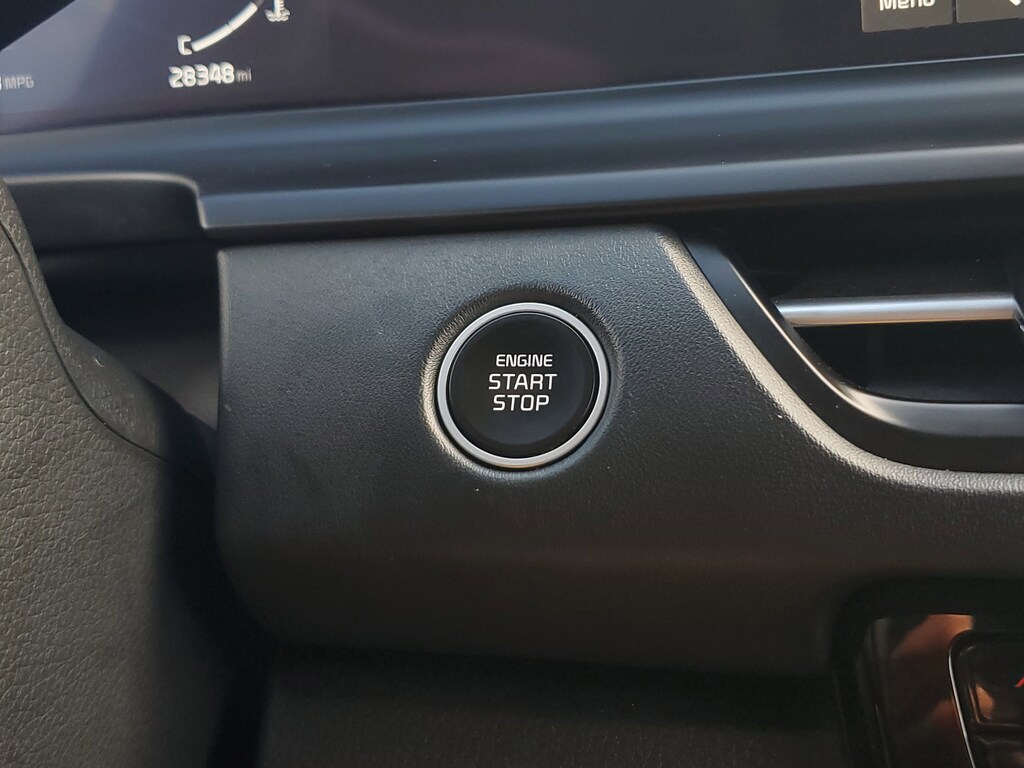 Menu
C
MPG
28348 mi
ENGINE
START
STOP